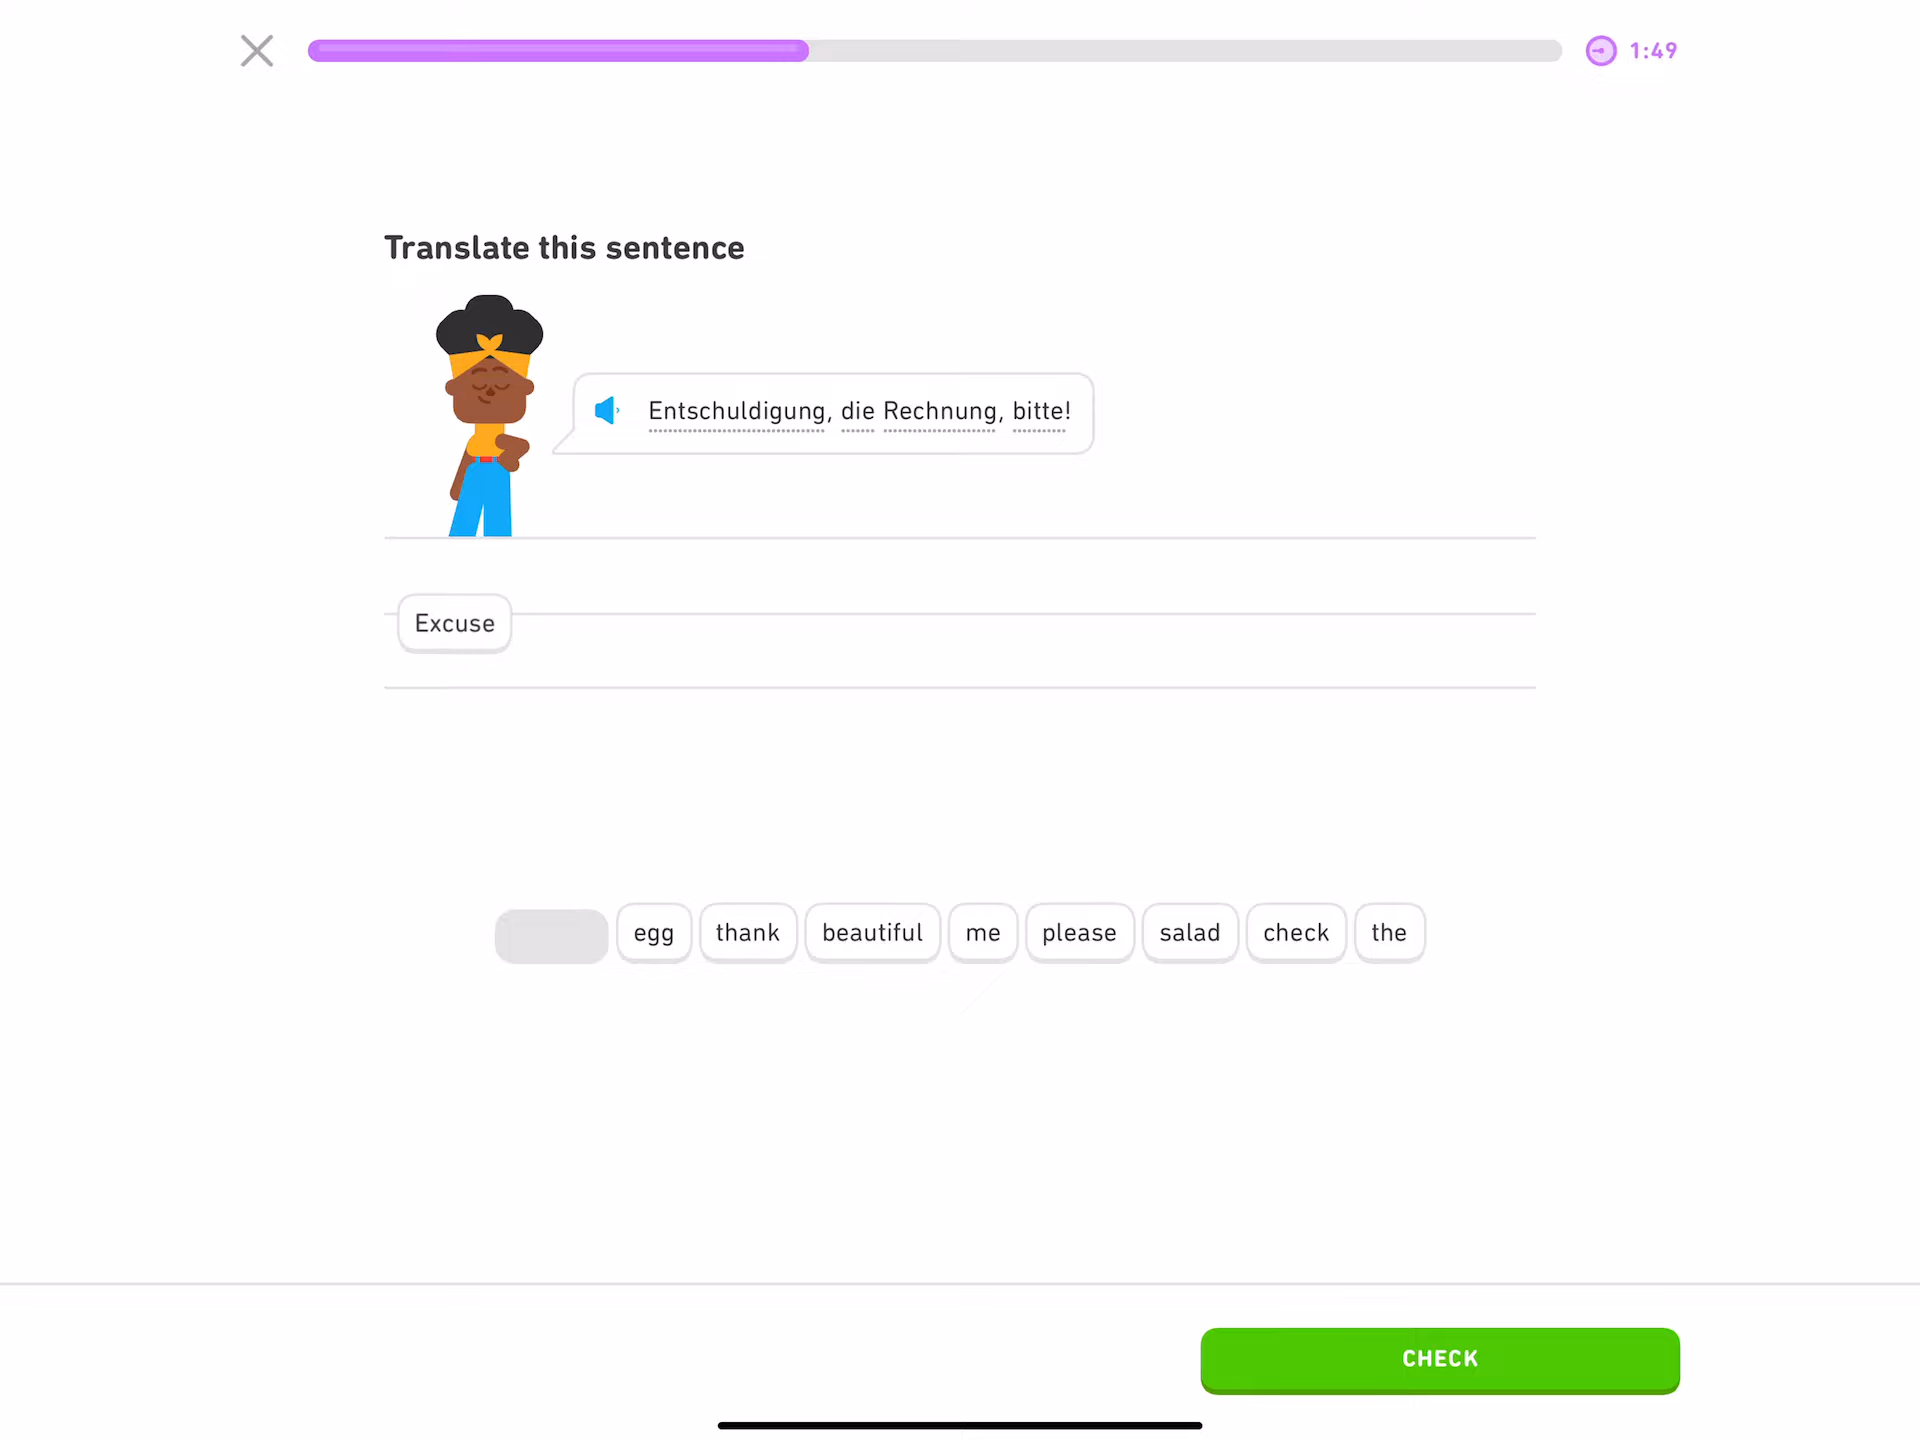 1:49
Translate this sentence
Entschuldigung, die Rechnung, bitte!
Excuse
egg thank beautiful me please salad check the
CHECK